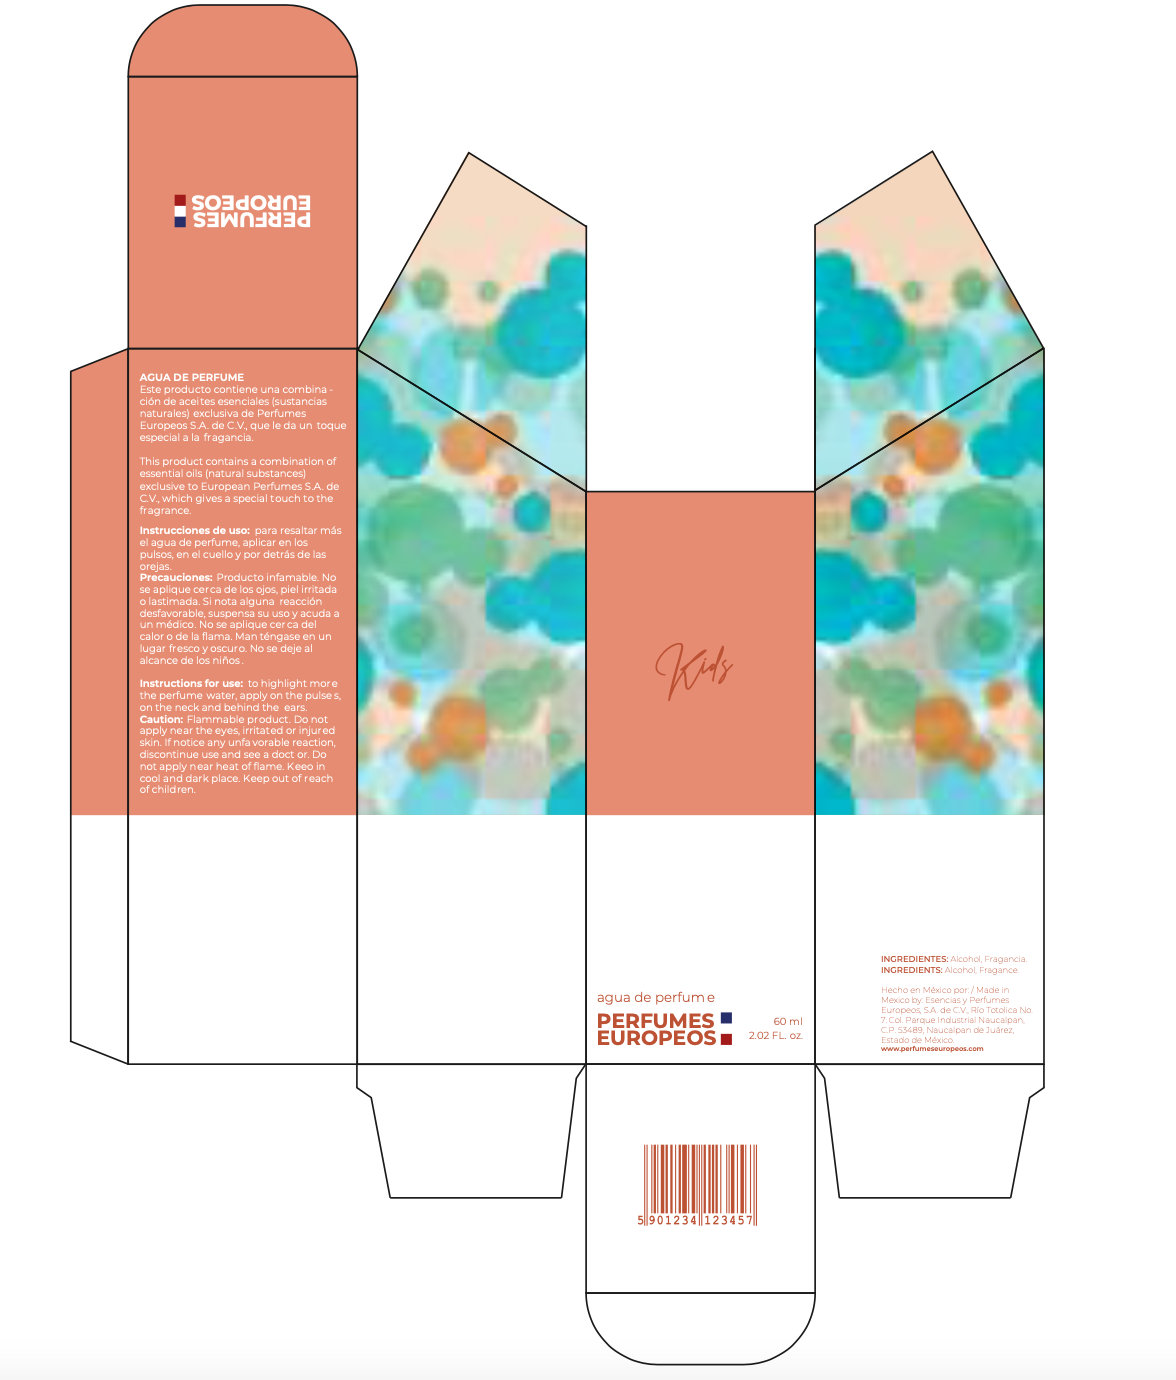 PERFUMES
EUROPEOS
AGUA DE PERFUME
Este producto contiene una combina -
ción de aceites esenciales (sustancias
naturales) exclusiva de Perfumes
Europeos S.A. de C.V., que le da un toque
especial a la fragancia.
This product contains a combination of
essential oils (natural substances)
exclusive to European Perfumes S.A. de
C.V., which gives a special touch to the
fragrance.
Instrucciones de uso: para resaltar más
el agua de perfume, aplicar en los
pulsos, en el cuello y por detrás de las
orejas.
Precauciones: Producto infamable. No
se aplique cerca de los ojos, piel irritada
o lastimada. Si nota alguna reacción
desfavorable, suspensa su uso y acuda a
un médico. No se aplique cerca del
calor o de la flama. Manténgase en un
lugar fresco y oscuro. No se deje al
alcance de los niños.
Instructions for use: to highlight more
the perfume water, apply on the pulses,
on the neck and behind the ears.
Caution: Flammable product. Do not
apply near the eyes, irritated or injured
skin. If notice any unfavorable reaction,
discontinue use and see a doctor. Do
not apply near heat of flame. Keeo in
cool and dark place. Keep out of reach
of children.
Kids
agua de perfume
PERFUMES
EUROPEOS
60 ml
2.02 FL. oz.
INGREDIENTES: Alcohol, Fragancia.
INGREDIENTS: Alcohol, Fragance.
Hecho en México por: / Made in
Mexico by: Esencias y Perfumes
Europeos, S.A. de C.V., Río Totolica No.
7. Col. Parque Industrial Naucalpan,
C.P. 53489; Naucalpan de Juárez,
Estado de México.
www.perfumeseuropeos.com
5 901234 123457